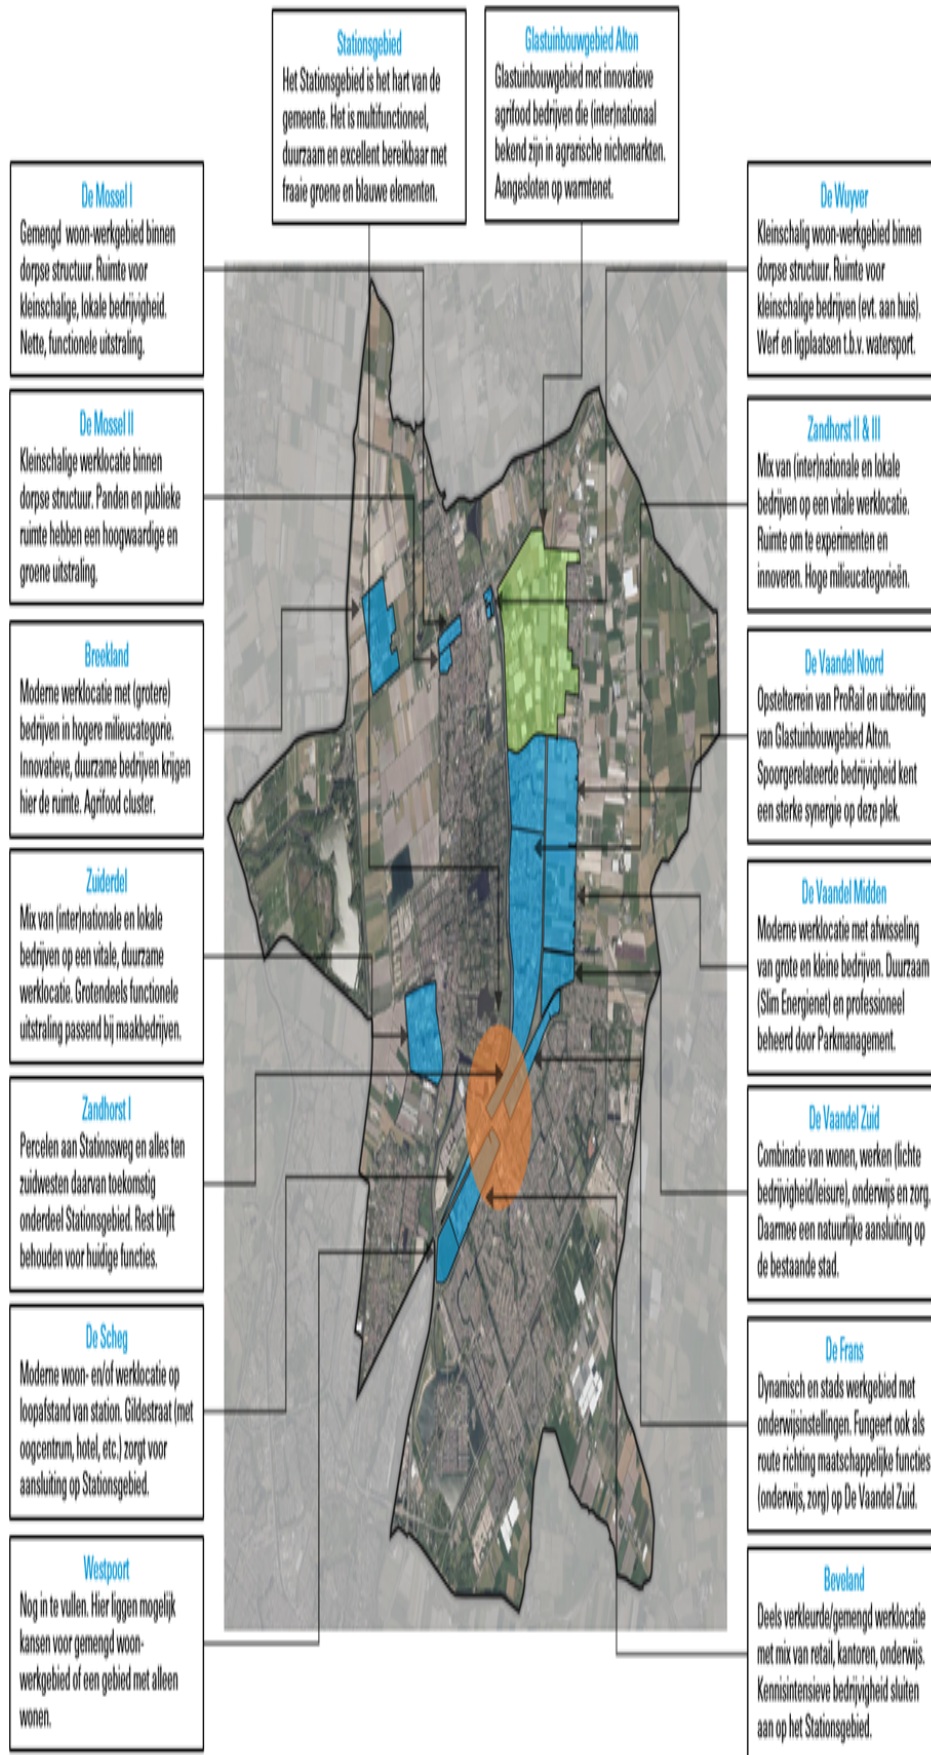 Stationsgebied
Het Stationsgebied is het hart van de
gemeente. Het is multifunctioneel,
duurzaam en excellent bereikbaar met
fraaie groene en blauwe elementen.
Glastuinbouwgebied Alton
Glastuinbouwgebied met innovatieve
agrifood bedrijven die (inter)nationaal
bekend zijn in agrarische nichemarkten.
Aangesloten op warmtenet.
De Mossel I
Gemengd woon-werkgebied binnen
dorpse structuur. Ruimte voor
kleinschalige, lokale bedrijvigheid.
Nette, functionele uitstraling.
De Mossel II
Kleinschalige werklocatie binnen
dorpse structuur. Panden en publieke
ruimte hebben een hoogwaardige en
groene uitstraling.
Breekland
Moderne werklocatie met (grotere)
bedrijven in hogere milieucategorie.
Innovatieve, duurzame bedrijven krijgen
hier de ruimte. Agrifood cluster.
Zuiderdel
Mix van (inter)nationale en lokale
bedrijven op een vitale, duurzame
werklocatie. Grotendeels functionele
uitstraling passend bij maakbedrijven.
Zandhorst I
Percelen aan Stationsweg en alles ten
zuidwesten daarvan toekomstig
onderdeel Stationsgebied. Rest blijft
behouden voor huidige functies.
De Scheg
Moderne woon- en/of werklocatie op
loopafstand van station. Gildestraat (met
oogcentrum, hotel, etc.) zorgt voor
aansluiting op Stationsgebied.
Westpoort
Nog in te vullen. Hier liggen mogelijk
kansen voor gemengd woon-
werkgebied of een gebied met alleen
wonen.
De Wuyver
Kleinschalig woon-werkgebied binnen
dorpse structuur. Ruimte voor
kleinschalige bedrijven (evt. aan huis).
Werf en ligplaatsen t.b.v. watersport.
Zandhorst II & III
Mix van (inter)nationale en lokale
bedrijven op een vitale werklocatie.
Ruimte om te experimenten en
innoveren. Hoge milieucategorieën.
De Vaandel Noord
Opstelterrein van ProRail en uitbreiding
van Glastuinbouwgebied Alton.
Spoorgerelateerde bedrijvigheid kent
een sterke synergie op deze plek.
De Vaandel Midden
Moderne werklocatie met afwisseling
van grote en kleine bedrijven. Duurzaam
(Slim Energienet) en professioneel
beheerd door Parkmanagement.
De Vaandel Zuid
Combinatie van wonen, werken (lichte
bedrijvigheid/leisure), onderwijs en zorg.
Daarmee een natuurlijke aansluiting op
de bestaande stad.
De Frans
Dynamisch en stads werkgebied met
onderwijsinstellingen. Fungeert ook als
route richting maatschappelijke functies
(onderwijs, zorg) op De Vaandel Zuid.
Beveland
Deels verkleurde/gemengd werklocatie
met mix van retail, kantoren, onderwijs.
Kennisintensieve bedrijvigheid sluiten
aan op het Stationsgebied.